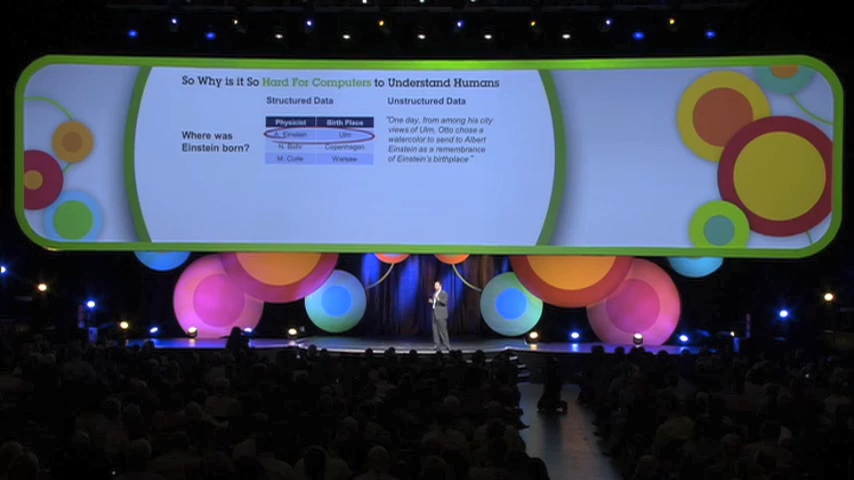 So Why is it So Hard For Computers to Understand Humans
Structured Data
Unstructured Data
Where was
Einstein born?
Physicist Birth Place
A. Einstein Ulm
N. Bohr Copenhagen
M. Curie Warsaw
"One day, from among his city
views of Ulm, Otto chose a
watercolor to send to Albert
Einstein as a remembrance
of Einstein's birthplace."